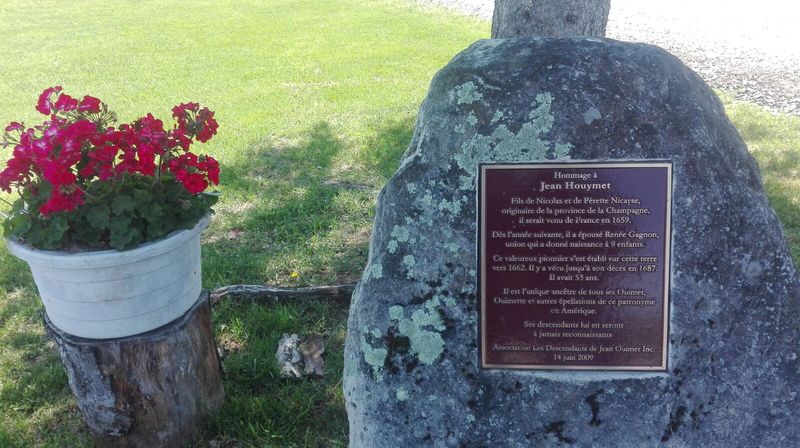 Hommage à
Jean Houymet
Fils de Nicolas et de Pérette Nicayse,
originaire de la province de la Champagne,
il serait venu de France en 1659.
Dès l'année suivante, il a épousé Renée Gagnon,
union qui a donné naissance à 9 enfants.
Ce valeureux pionnier s'est établi sur cette terre
vers 1662. Il y a vécu jusqu'à son décès en 1687.
Il avait 53 ans.
Il est l'unique ancêtre de tous les Ouimet,
Ouimette et autres épellations de ce patronyme
en Amérique.
Ses descendants lui en seront
à jamais reconnaissants
Association Les Descendants de Jean Ouimet Inc.
14 juin 2009